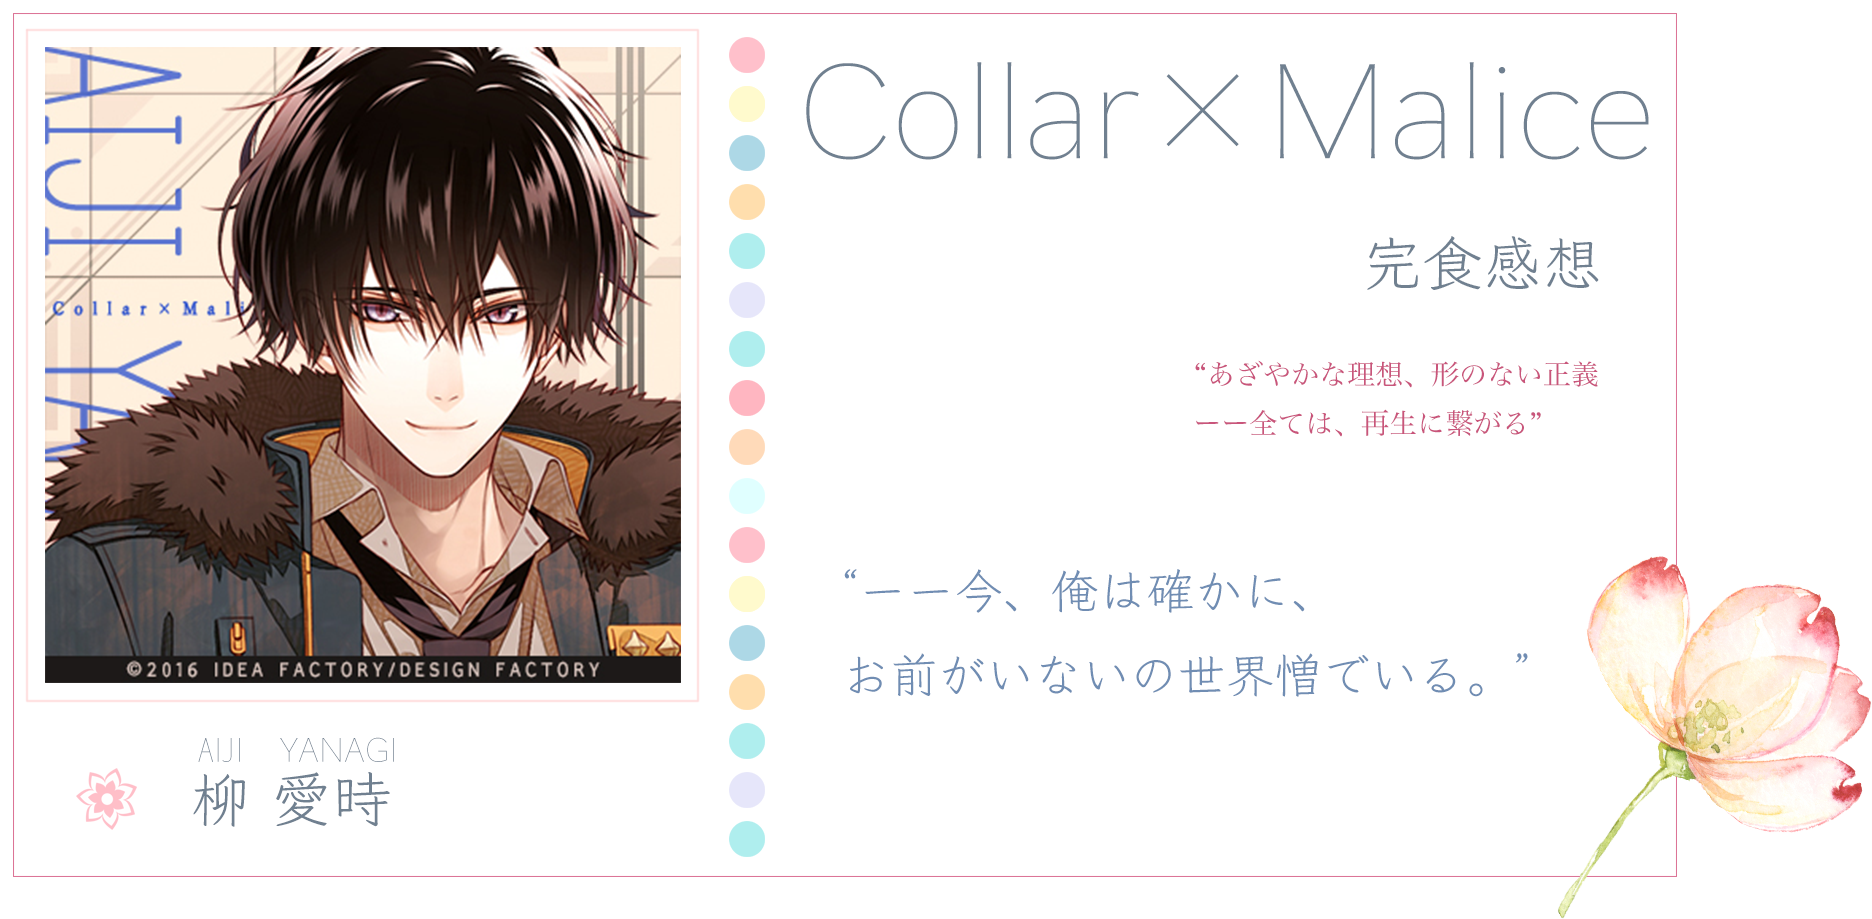 AIJI YA
Collar×Mali
©2016 IDEA FACTORY/DESIGN FACTORY
AIJI YANAGI
柳 愛時
Collar×Malice
完食感想
“あざやかな理想、形のない正義
ーー全ては、再生に繋がる”
“ーー今、俺は確かに、
お前がいないの世界憎でいる。”